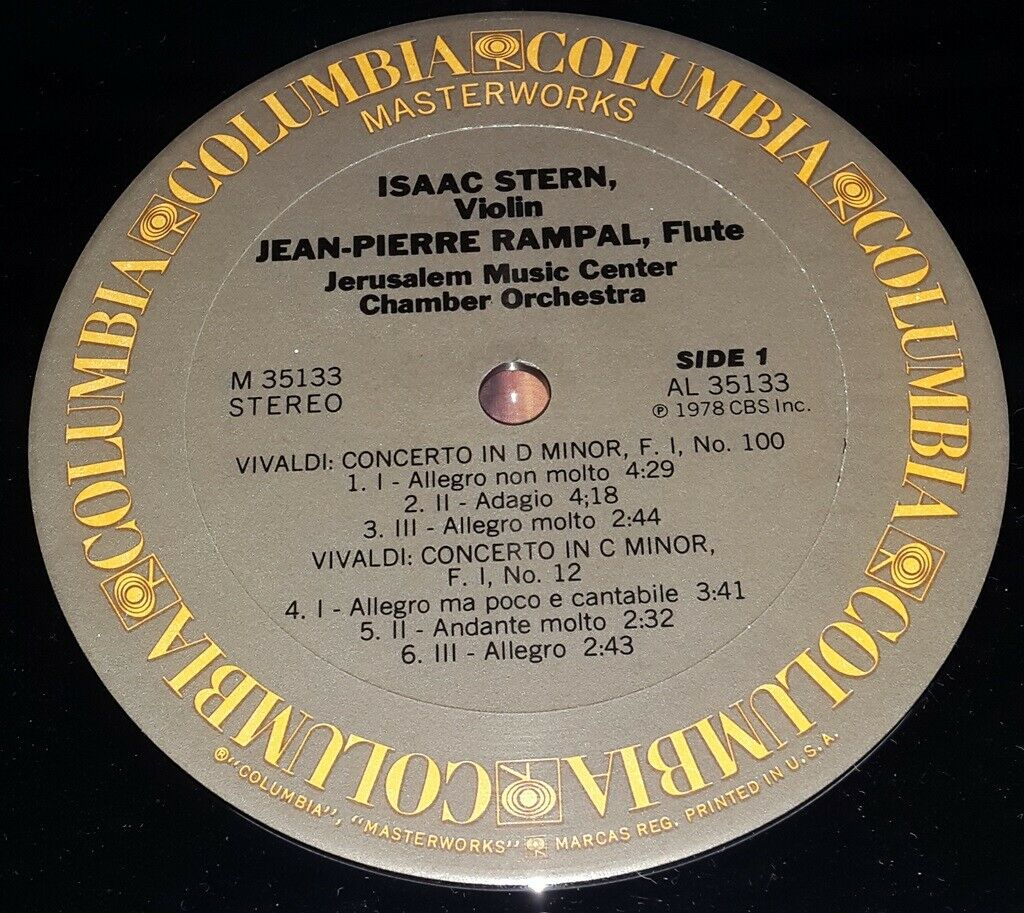 COLUMBIA COLUMBIA COLUMBIA COLUMBIA COLUMBIA COLUMBIA COLUMBIA COLUMBIA
MASTERWORKS
ISAAC STERN,
Violin
JEAN-PIERRE RAMPAL, Flute
Jerusalem Music Center
Chamber Orchestra
M 35133
STEREO
SIDE 1
AL 35133
℗ 1978 CBS Inc.
VIVALDI: CONCERTO IN D MINOR, F. I, No. 100
1. I - Allegro non molto 4:29
2. II - Adagio 4;18
3. III - Allegro molto 2:44
VIVALDI: CONCERTO IN C MINOR,
F. I, No. 12
4. I - Allegro ma poco e cantabile 3:41
5. II - Andante molto 2:32
6. III - Allegro 2:43
®"COLUMBIA", "MASTERWORKS" MARCAS REG. PRINTED IN U.S.A.